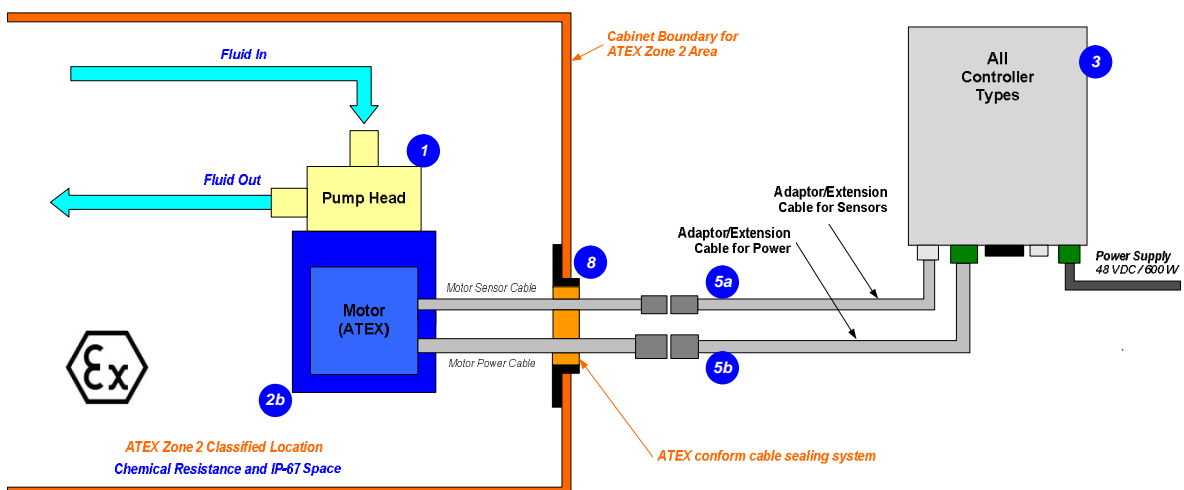 Fluid In
Cabinet Boundary for
ATEX Zone 2 Area
All
Controller
Types
3
1
Fluid Out
Pump Head
Adaptor/Extension
Cable for Sensors
Adaptor/Extension
Cable for Power
Power Supply
48 VDC / 600 W
8
Motor Sensor Cable
5a
Motor
(ATEX)
Motor Power Cable
5b
Ex
2b
ATEX Zone 2 Classified Location
Chemical Resistance and IP-67 Space
ATEX conform cable sealing system